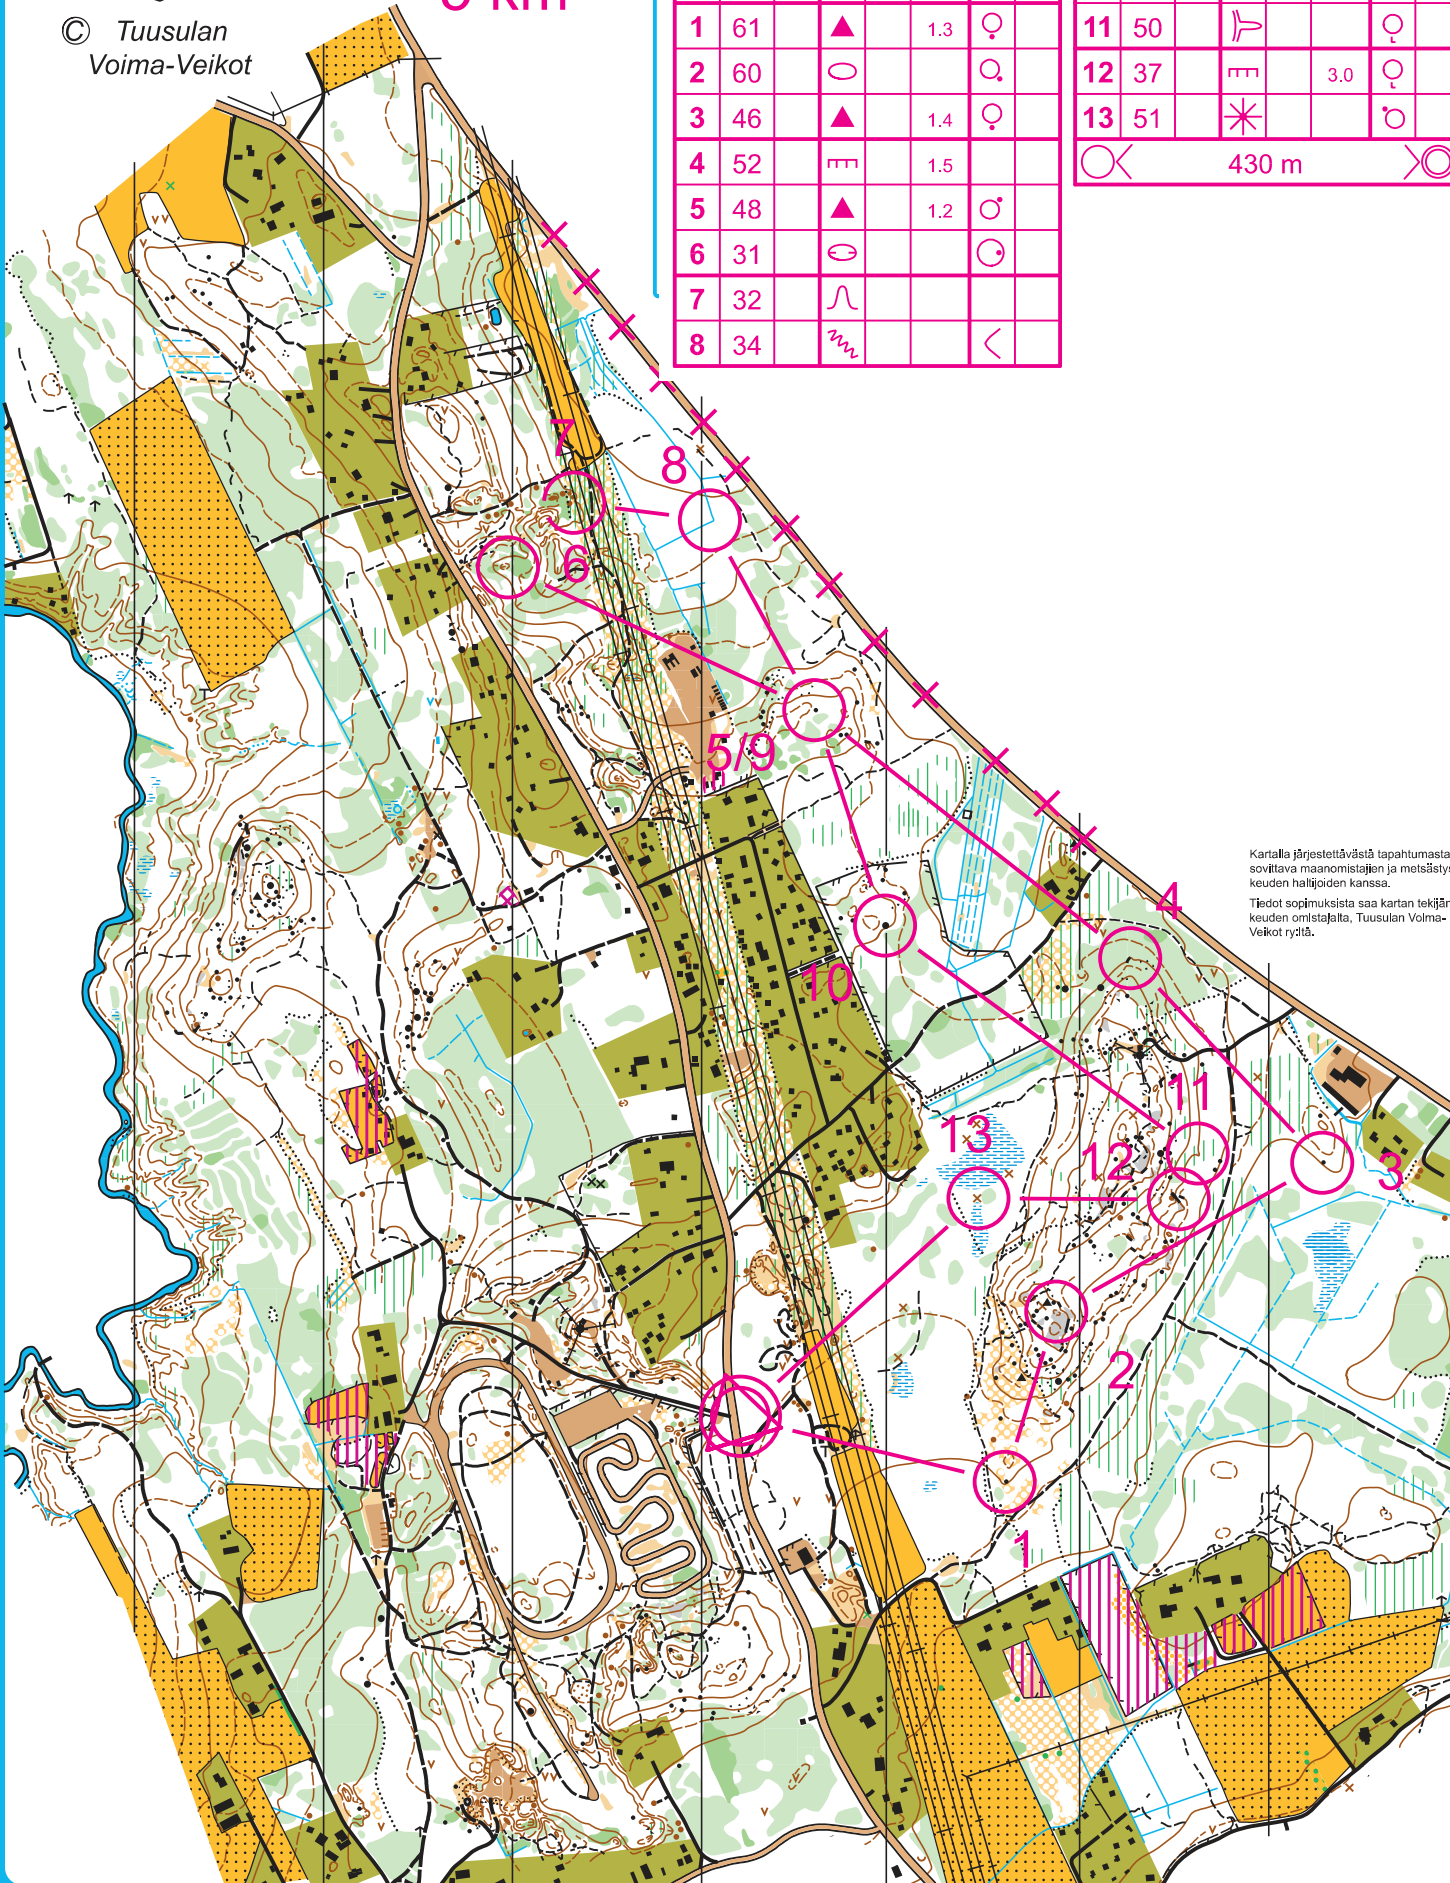 © Tuusulan
Voima-Veikot
1 61 1.3
2 60
3 46 1.4
4 52 1.5
5 48 1.2
6 31
7 32
8 34
11 50
12 37 3.0
13 51
430 m
7
8
6
5/9
4
10
11
13
12
3
2
1
Kartalla järjestettävästä tapahtumasta
sovittava maanomistajien ja metsästys
keuden haltijoiden kanssa.
Tiedot sopimuksista saa kartan tekijän
keuden omistajalta, Tuusulan Voima-
Veikot ry:ltä.